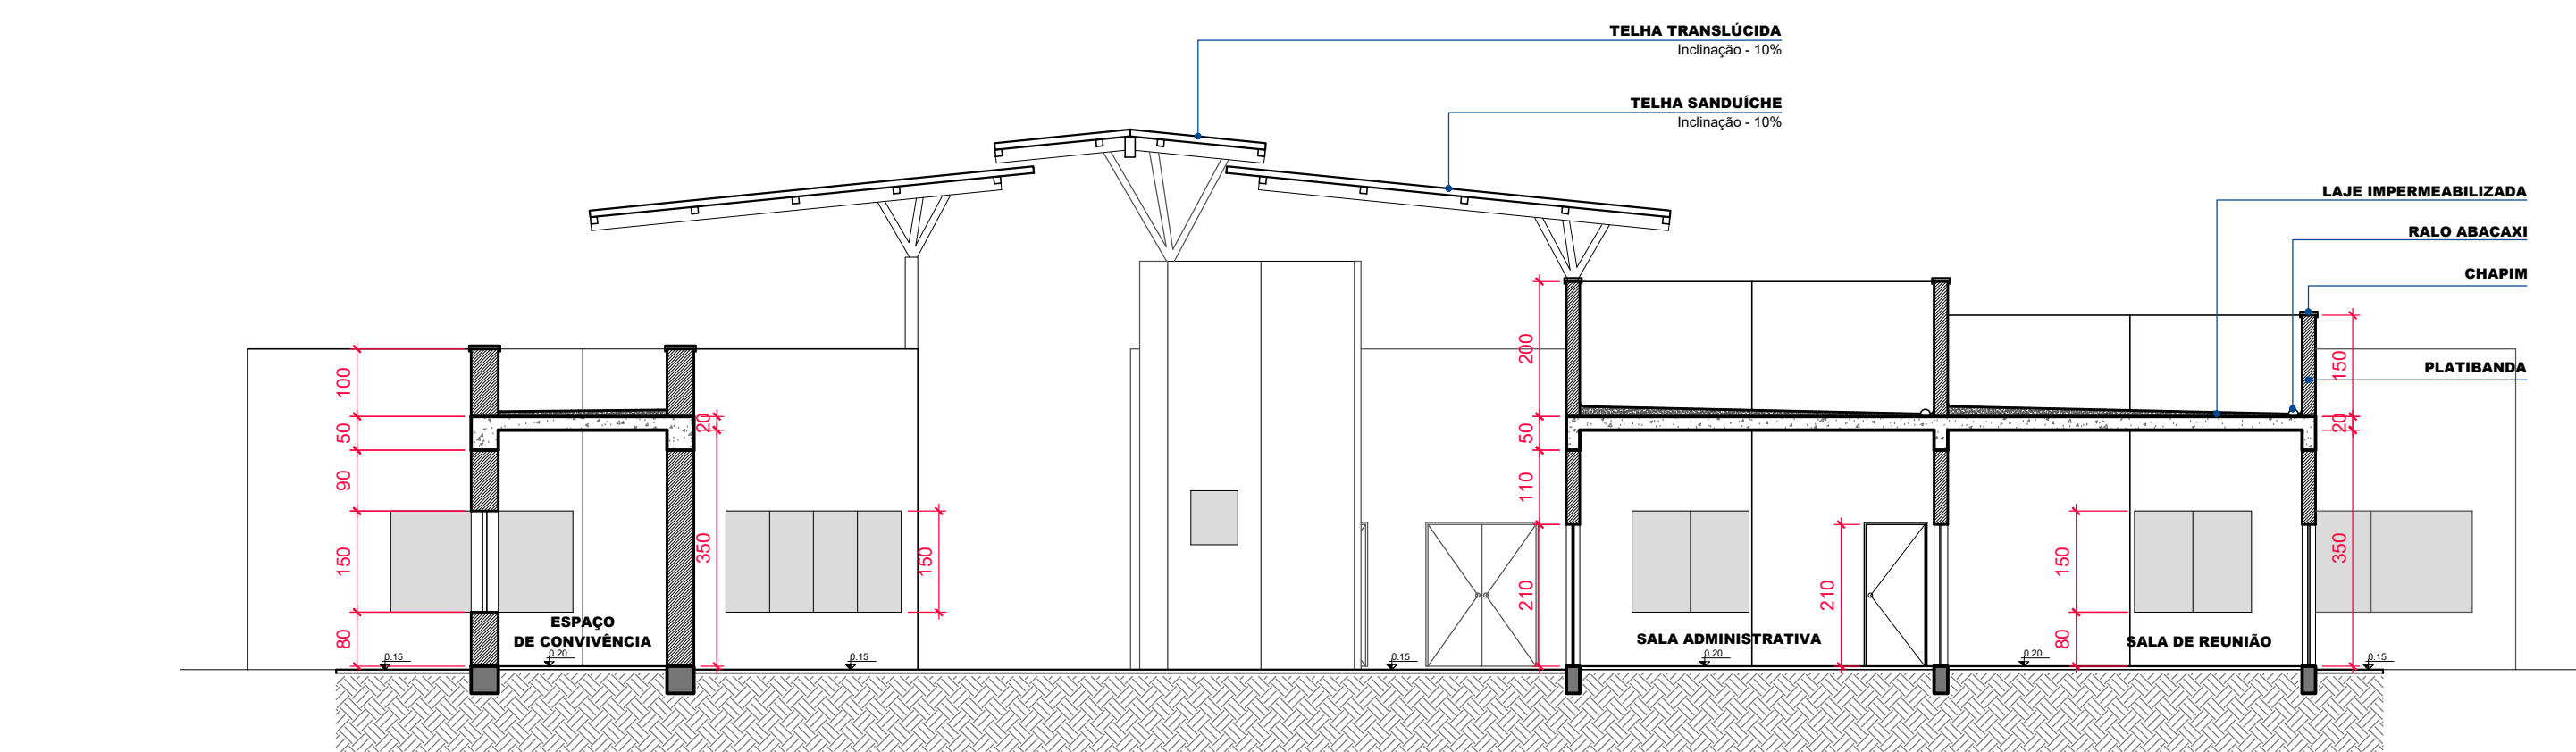 TELHA TRANSLÚCIDA
Inclinação - 10%
TELHA SANDUÍCHE
Inclinação - 10%
LAJE IMPERMEABILIZADA
RALO ABACAXI
CHAPIM
PLATIBANDA
100
50
90
150
80
20
350
150
200
50
110
210
210
150
80
150
20
350
ESPAÇO
DE CONVIVÊNCIA
SALA ADMINISTRATIVA
SALA DE REUNIÃO
0.15
0.20
0.15
0.15
0.20
0.20
0.15